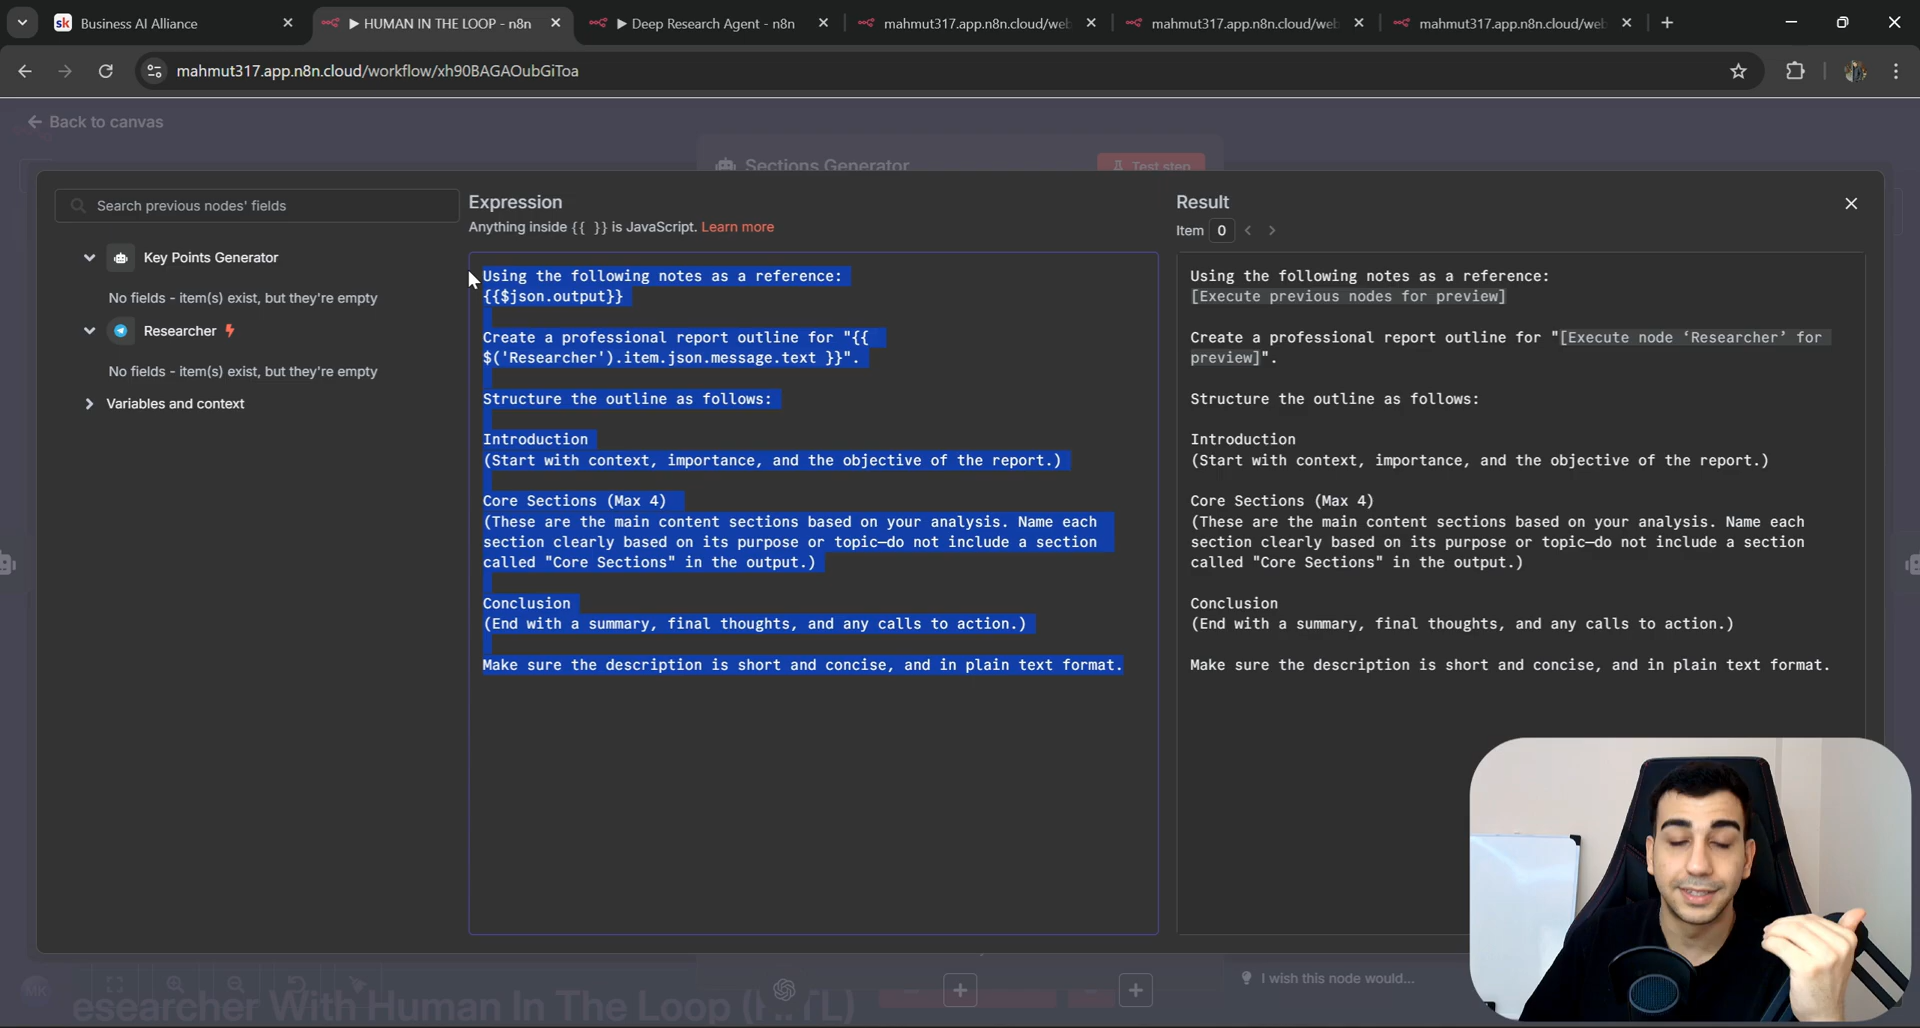 sk Business AI Alliance
▶ HUMAN IN THE LOOP - n8n
▶ Deep Research Agent - n8n
mahmut317.app.n8n.cloud/web
mahmut317.app.n8n.cloud/web
mahmut317.app.n8n.cloud/web
mahmut317.app.n8n.cloud/workflow/xh90BAGAOubGiToa
Back to canvas
Sections Generator
Test step
Search previous nodes' fields
Key Points Generator
No fields - item(s) exist, but they're empty
Researcher
No fields - item(s) exist, but they're empty
Variables and context
Expression
Anything inside {{ }} is JavaScript. Learn more
Using the following notes as a reference:
{{$json.output}}
Create a professional report outline for "{{
$('Researcher').item.json.message.text }}".
Structure the outline as follows:
Introduction
(Start with context, importance, and the objective of the report.)
Core Sections (Max 4)
(These are the main content sections based on your analysis. Name each
section clearly based on its purpose or topic—do not include a section
called "Core Sections" in the output.)
Conclusion
(End with a summary, final thoughts, and any calls to action.)
Make sure the description is short and concise, and in plain text format.
Result
Item 0
Using the following notes as a reference:
[Execute previous nodes for preview]
Create a professional report outline for "[Execute node ‘Researcher’ for
preview]".
Structure the outline as follows:
Introduction
(Start with context, importance, and the objective of the report.)
Core Sections (Max 4)
(These are the main content sections based on your analysis. Name each
section clearly based on its purpose or topic—do not include a section
called "Core Sections" in the output.)
Conclusion
(End with a summary, final thoughts, and any calls to action.)
Make sure the description is short and concise, and in plain text format.
I wish this node would...
MK
esearcher With Human In The Loop